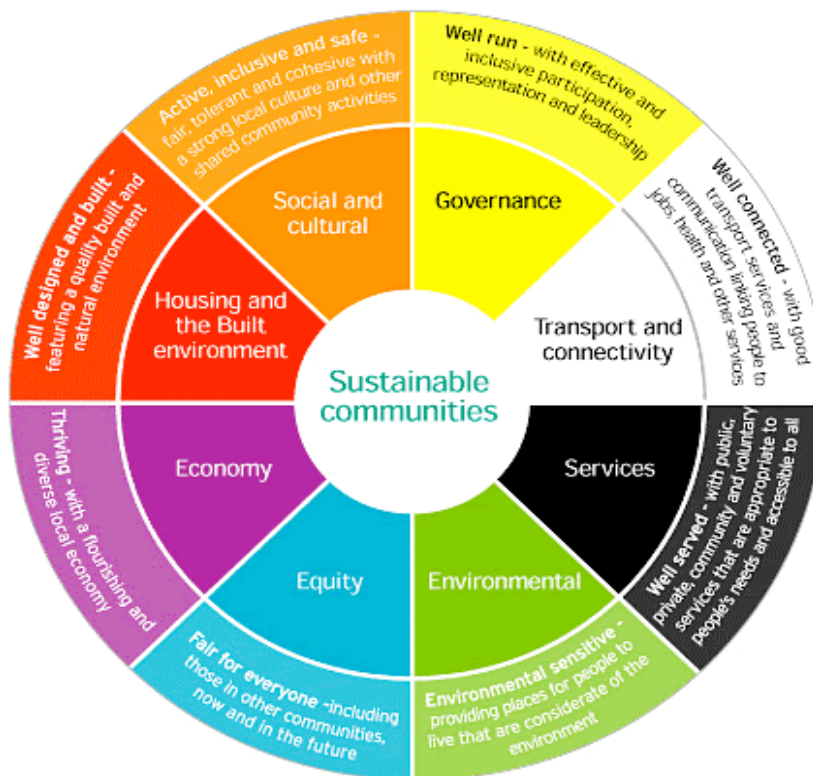 Sustainable
communities
Governance
Well run - with effective and
inclusive participation,
representation and leadership
Transport and
connectivity
Well connected - with good
transport services and
communication linking people to
jobs, health and other services
Services
Well served - with public,
private, community and voluntary
services that are appropriate to
people's needs and accessible to all
Environmental
Environmental sensitive -
providing places for people to
live that are considerate of the
environment
Equity
Fair for everyone -including
those in other communities,
now and in the future
Economy
Thriving - with a flourishing and
diverse local economy
Housing and
the Built
environment
Well designed and built -
featuring a quality built and
natural environment
Social and
cultural
Active, inclusive and safe -
fair, tolerant and cohesive with
a strong local culture and other
shared community activities